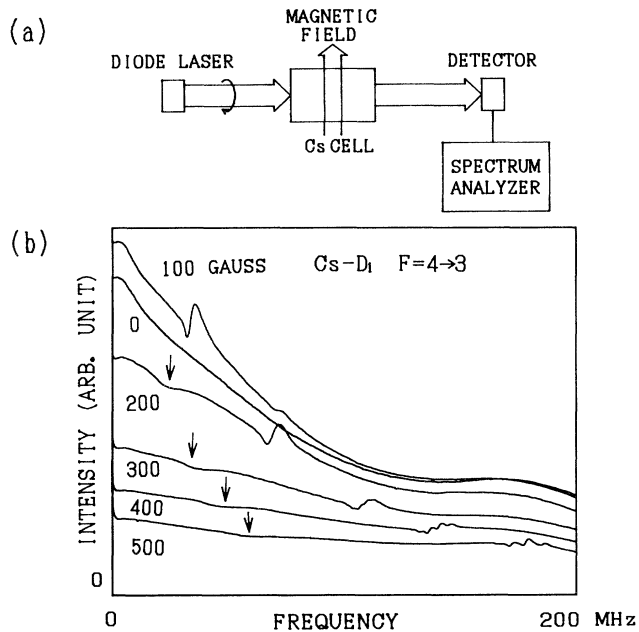 (a)
MAGNETIC
FIELD
DIODE LASER
DETECTOR
Cs CELL
SPECTRUM
ANALYZER
(b)
100 GAUSS
Cs-D₁ F=4→3
0
200
300
400
500
INTENSITY (ARB. UNIT)
0
0
FREQUENCY
200 MHz